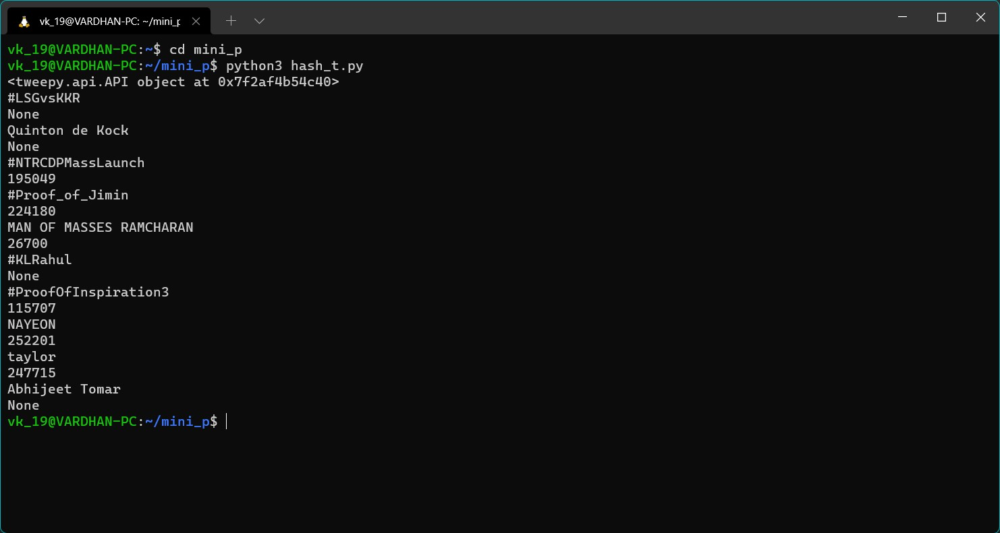 vk_19@VARDHAN-PC: ~/mini_p
vk_19@VARDHAN-PC:~$ cd mini_p
vk_19@VARDHAN-PC:~/mini_p$ python3 hash_t.py
<tweepy.api.API object at 0x7f2af4b54c40>
#LSGvsKKR
None
Quinton de Kock
None
#NTRCDPMassLaunch
195049
#Proof_of_Jimin
224180
MAN OF MASSES RAMCHARAN
26700
#KLRahul
None
#ProofOfInspiration3
115707
NAYEON
252201
taylor
247715
Abhijeet Tomar
None
vk_19@VARDHAN-PC:~/mini_p$